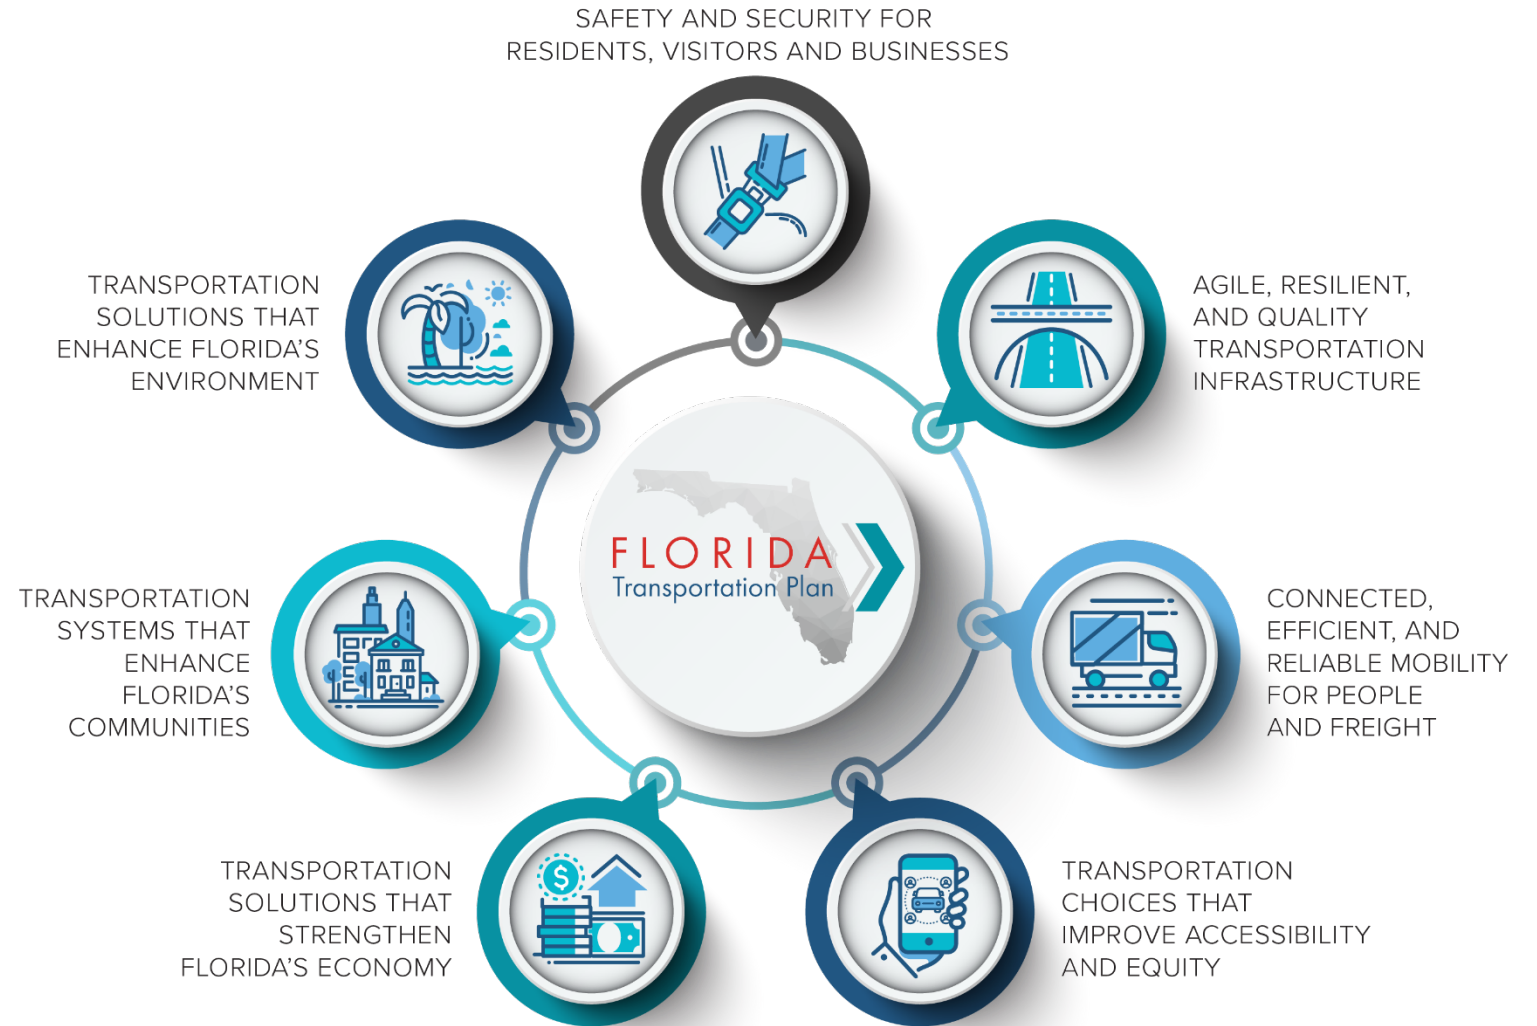 SAFETY AND SECURITY FOR
RESIDENTS, VISITORS AND BUSINESSES
AGILE, RESILIENT,
AND QUALITY
TRANSPORTATION
INFRASTRUCTURE
CONNECTED,
EFFICIENT, AND
RELIABLE MOBILITY
FOR PEOPLE
AND FREIGHT
TRANSPORTATION
CHOICES THAT
IMPROVE ACCESSIBILITY
AND EQUITY
TRANSPORTATION
SOLUTIONS THAT
STRENGTHEN
FLORIDA'S ECONOMY
$
TRANSPORTATION
SYSTEMS THAT
ENHANCE
FLORIDA'S
COMMUNITIES
TRANSPORTATION
SOLUTIONS THAT
ENHANCE FLORIDA'S
ENVIRONMENT
FLORIDA
Transportation Plan